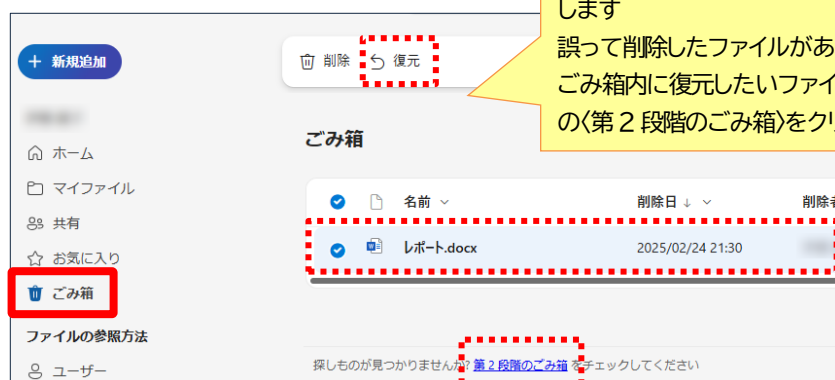 します
誤って削除したファイルがあ
ごみ箱内に復元したいファイ
の〈第2段階のごみ箱〉をクリ
＋ 新規追加
削除 復元
ホーム
マイファイル
共有
お気に入り
ごみ箱
ファイルの参照方法
ユーザー
ごみ箱
名前 削除日 ↓ 削除者
レポート.docx 2025/02/24 21:30
探しものが見つかりませんか? 第2段階のごみ箱 をチェックしてください